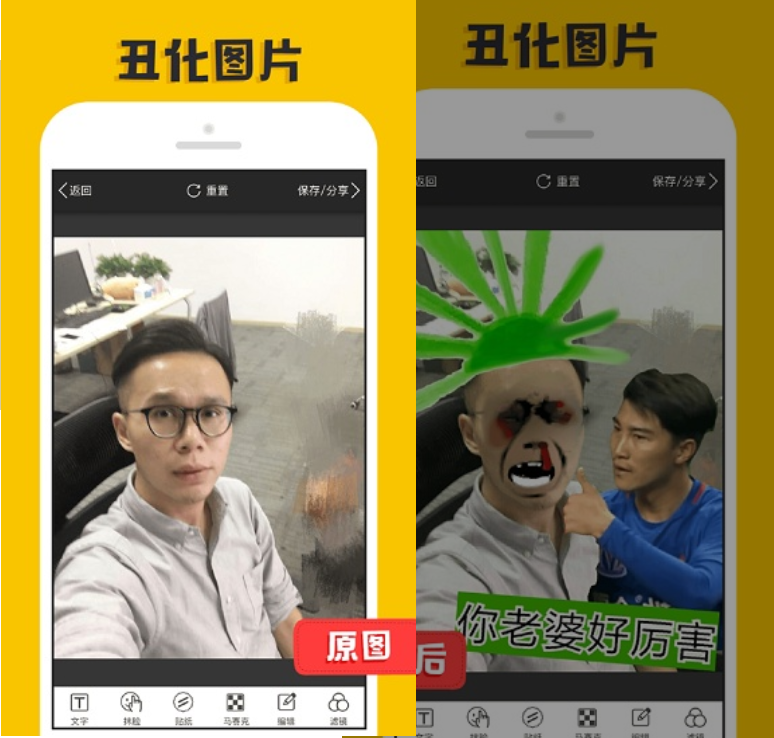 丑化图片
返回
重置
保存/分享
原图
文字
抹脸
贴纸
马赛克
编辑
滤镜
丑化图片
返回
重置
保存/分享
你老婆好厉害
后
文字
抹脸
贴纸
马赛克
编辑
滤镜